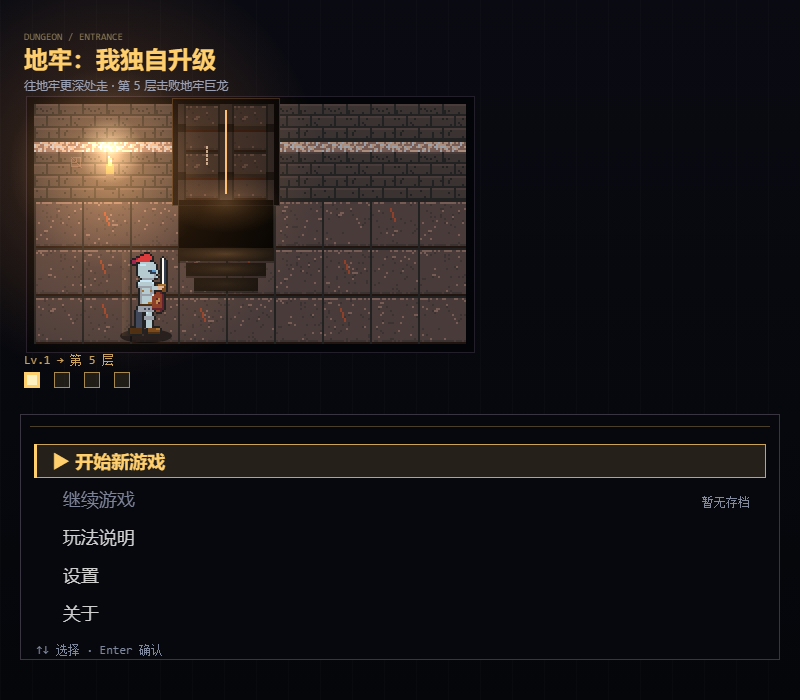 DUNGEON / ENTRANCE
地牢：我独自升级
往地牢更深处走 · 第 5 层击败地牢巨龙
Lv.1 → 第 5 层
▶ 开始新游戏
继续游戏 暂无存档
玩法说明
设置
关于
↑↓ 选择 · Enter 确认